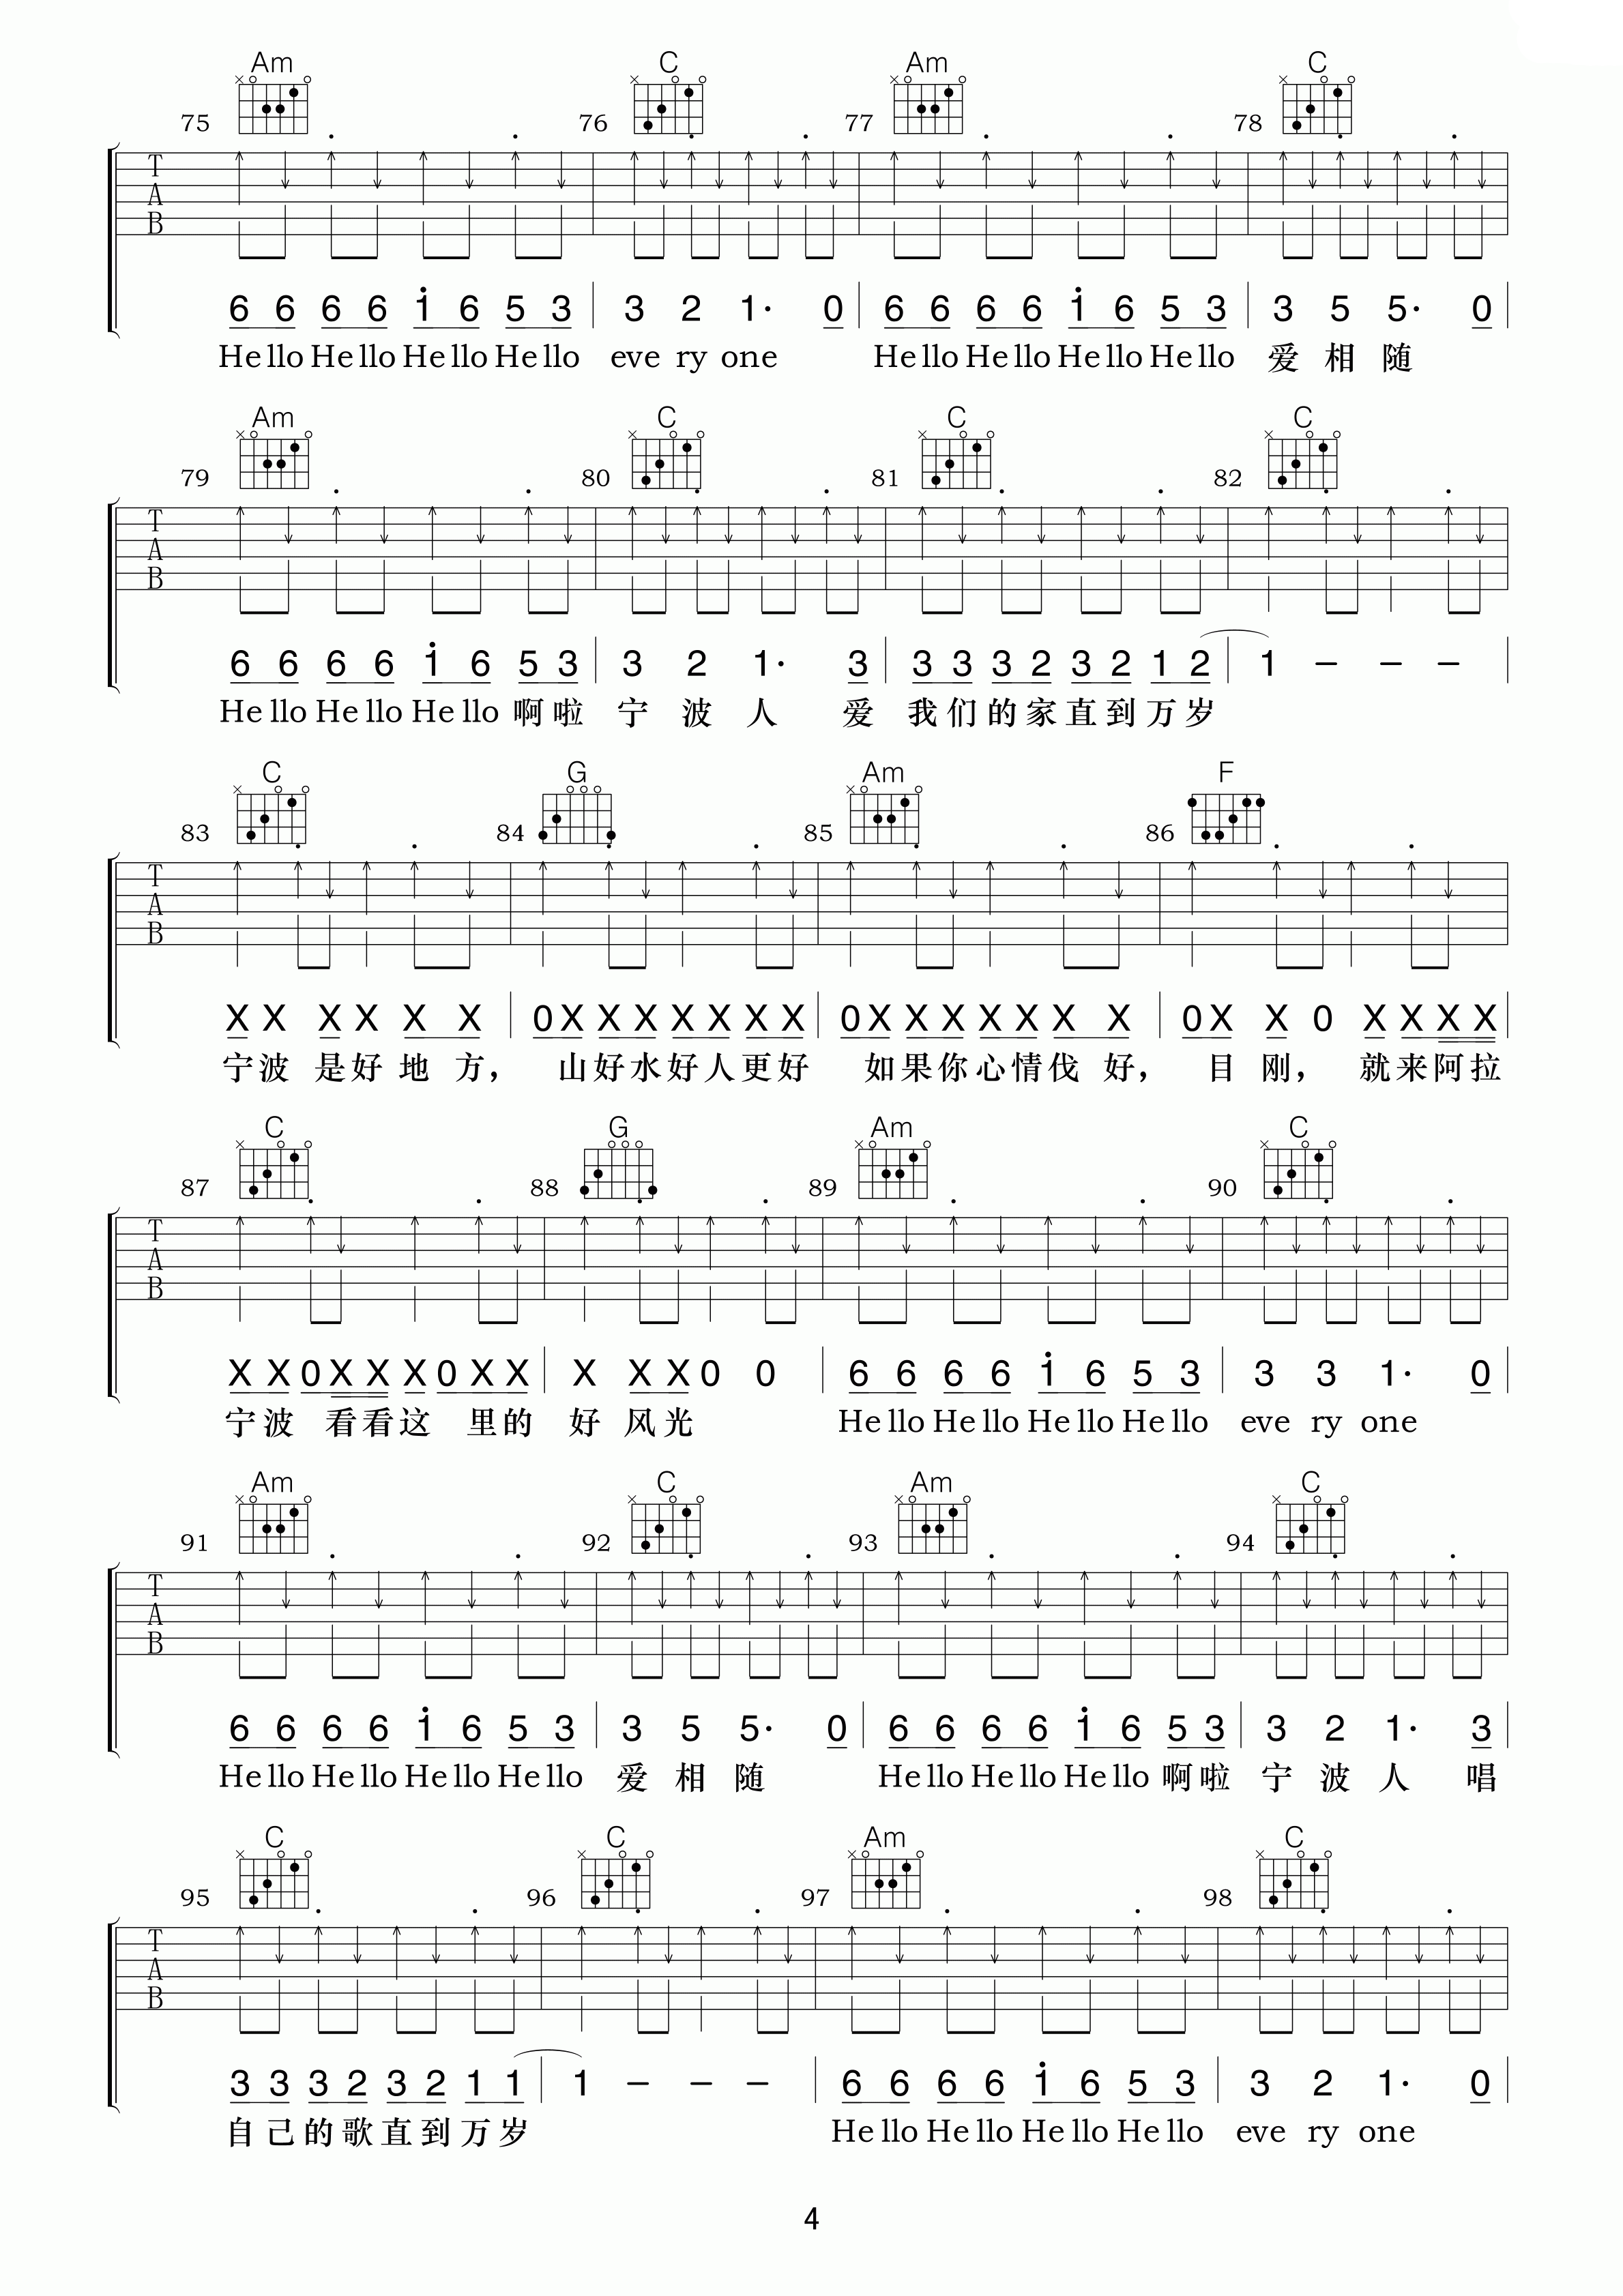 Am C Am C
75 76 77 78
T
A
B
6 6 6 6 1 6 5 3 3 2 1· 0 6 6 6 6 1 6 5 3 3 5 5· 0
He llo He llo He llo He llo eve ry one He llo He llo He llo He llo 爱 相 随
Am C C C
79 80 81 82
T
A
B
6 6 6 6 1 6 5 3 3 2 1· 3 3 3 3 2 3 2 1 2 1 – – –
He llo He llo He llo 啊 啦 宁 波 人 爱 我 们 的 家 直 到 万 岁
C G Am F
83 84 85 86
T
A
B
X X X X X X 0 X X X X X X X 0 X X X X X X X 0 X X 0 X X X X
宁 波 是 好 地 方， 山 好 水 好 人 更 好 如 果 你 心 情 伐 好， 目 刚， 就 来 阿 拉
C G Am C
87 88 89 90
T
A
B
X X 0 X X X 0 X X X X X 0 0 6 6 6 6 1 6 5 3 3 3 1· 0
宁 波 看 看 这 里 的 好 风 光 He llo He llo He llo He llo eve ry one
Am C Am C
91 92 93 94
T
A
B
6 6 6 6 1 6 5 3 3 5 5· 0 6 6 6 6 1 6 5 3 3 2 1· 3
He llo He llo He llo He llo 爱 相 随 He llo He llo He llo 啊 啦 宁 波 人 唱
C C Am C
95 96 97 98
T
A
B
3 3 3 2 3 2 1 1 1 – – – 6 6 6 6 1 6 5 3 3 2 1· 0
自 己 的 歌 直 到 万 岁 He llo He llo He llo He llo eve ry one
4